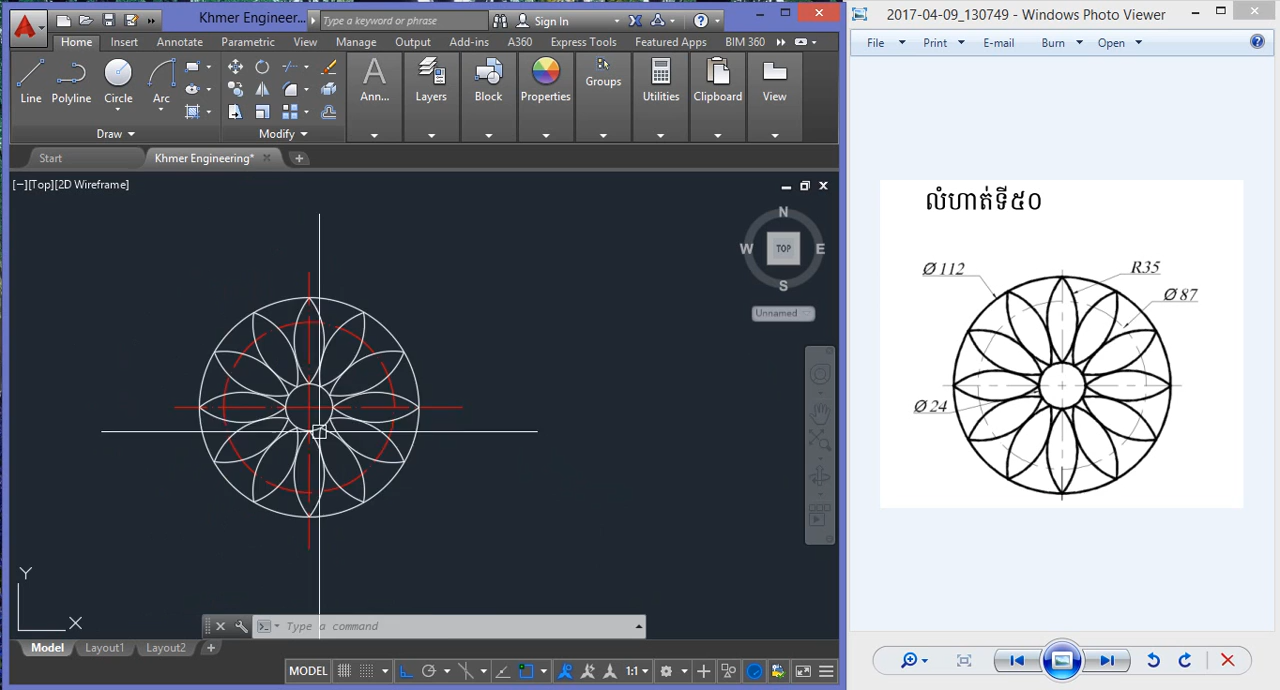 Khmer Engineer...
Type a keyword or phrase
Sign In
Home Insert Annotate Parametric View Manage Output Add-ins A360 Express Tools Featured Apps BIM 360
Line Polyline Circle Arc
Draw
Modify
Ann... Layers Block Properties Groups Utilities Clipboard View
Start
Khmer Engineering*
[−][Top][2D Wireframe]
N
W TOP E
S
Unnamed
Y
X
Type a command
Model Layout1 Layout2
MODEL
1:1
2017-04-09_130749 - Windows Photo Viewer
File Print E-mail Burn Open
លំហាត់ទី៥០
Ø 112
R35
Ø 87
Ø 24